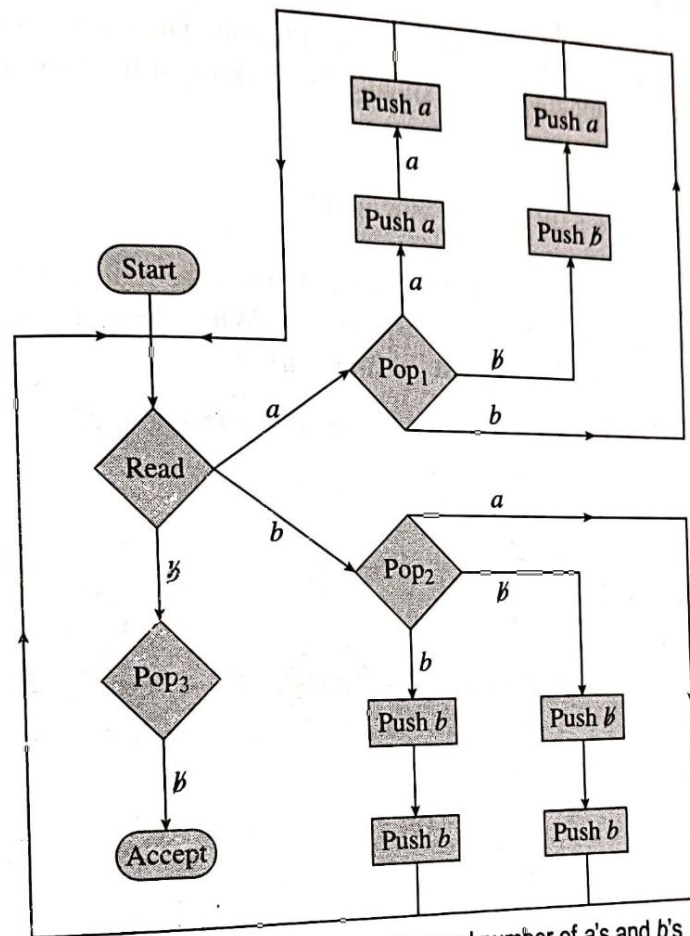 Push a
Push a
a
Push a
Push ƀ
a
Start
Pop₁
ƀ
a
b
Read
a
b
Pop₂
ƀ
ƀ
b
Pop₃
Push b
Push ƀ
ƀ
Push b
Push b
Accept
number of a's and b's